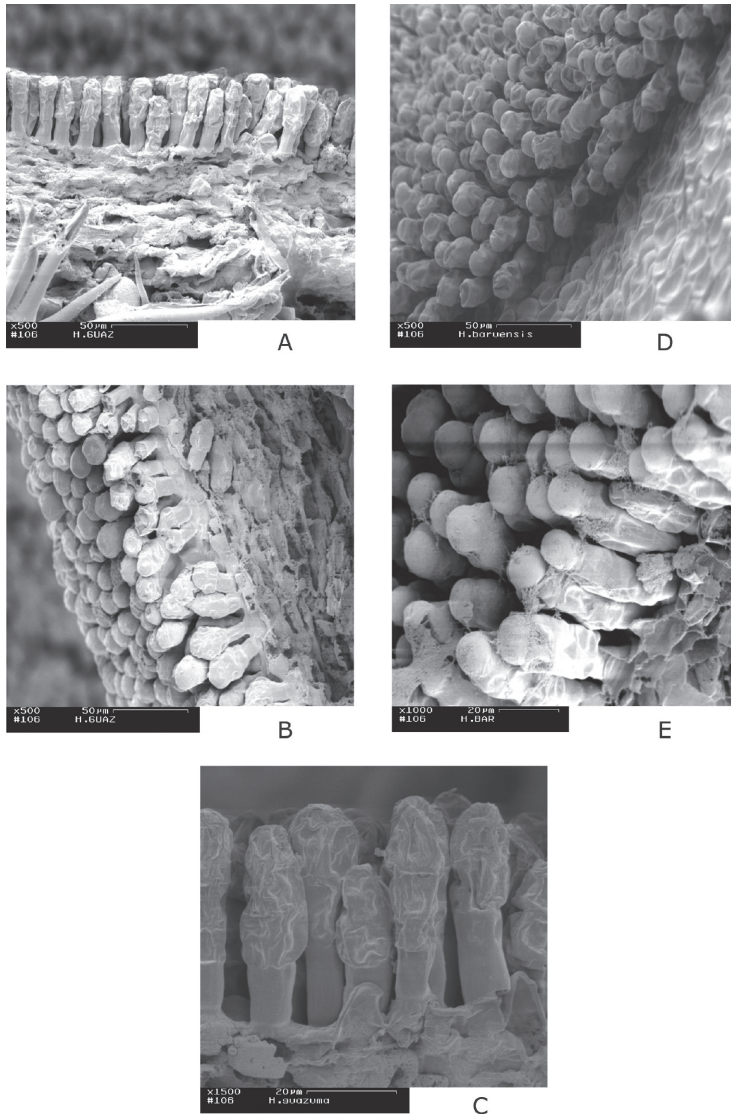 x500 50µm
#106 H.GUAZ
A
x500 50µm
#106 H.baruensis
D
x500 50µm
#106 H.GUAZ
B
x1000 20µm
#106 H.BAR
E
x1500 20µm
#106 H.guazuma
C